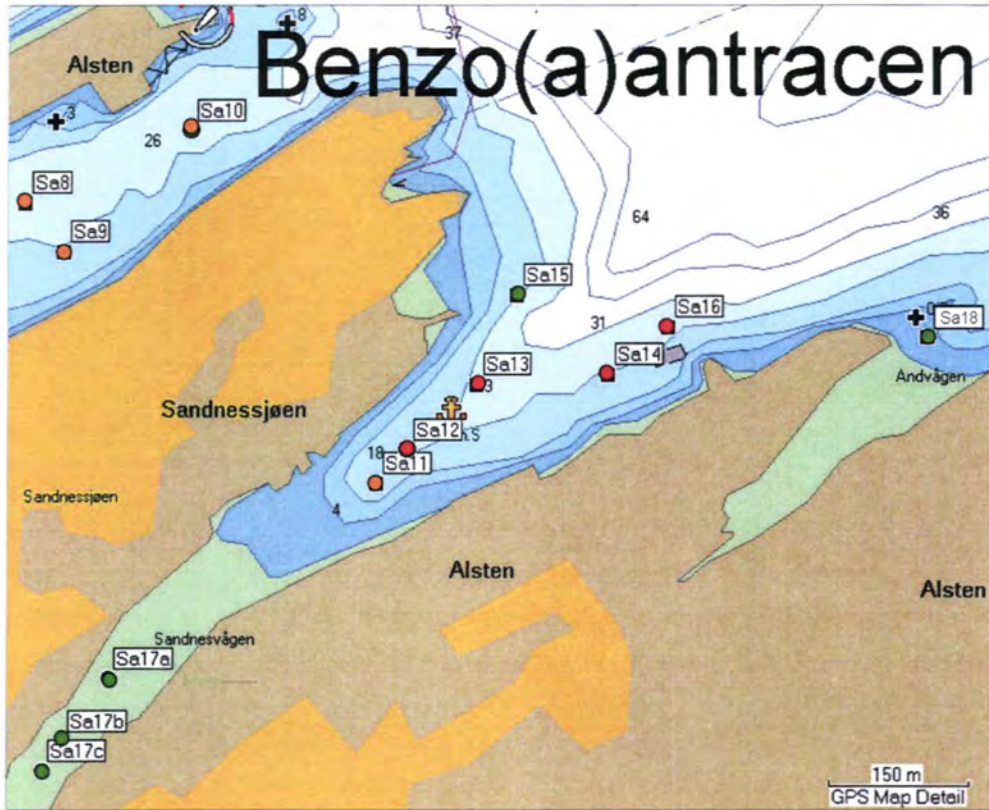 8
37
Benzo(a)antracen
Alsten
3
Sa10
26
Sa8
64
36
Sa9
Sa15
31
Sa16
Sa18
Sa14
Sa13
3
Andvågen
Sandnessjøen
Sa12
18
Sa11
Sandnessjøen
4
Alsten
Alsten
Sandnesvågen
Sa17a
Sa17b
Sa17c
150 m
GPS Map Detail